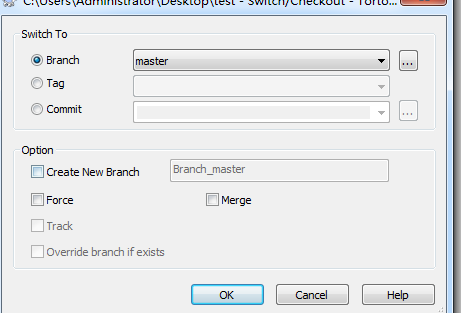 C:\Users\Administrator\Desktop\test - Switch/Checkout - Torto...
Switch To
Branch
master
...
Tag
Commit
...
Option
Create New Branch
Branch_master
Force
Merge
Track
Override branch if exists
OK
Cancel
Help